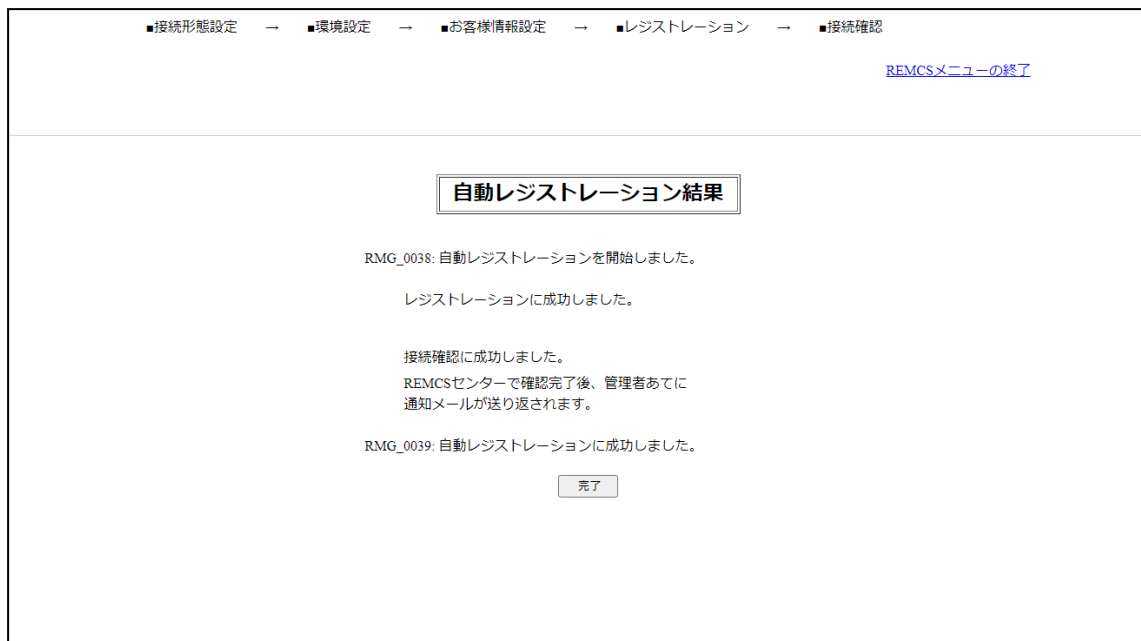 ■接続形態設定 → ■環境設定 → ■お客様情報設定 → ■レジストレーション → ■接続確認
REMCSメニューの終了
自動レジストレーション結果
RMG_0038: 自動レジストレーションを開始しました。
レジストレーションに成功しました。
接続確認に成功しました。
REMCSセンターで確認完了後、管理者あてに
通知メールが送り返されます。
RMG_0039: 自動レジストレーションに成功しました。
完了